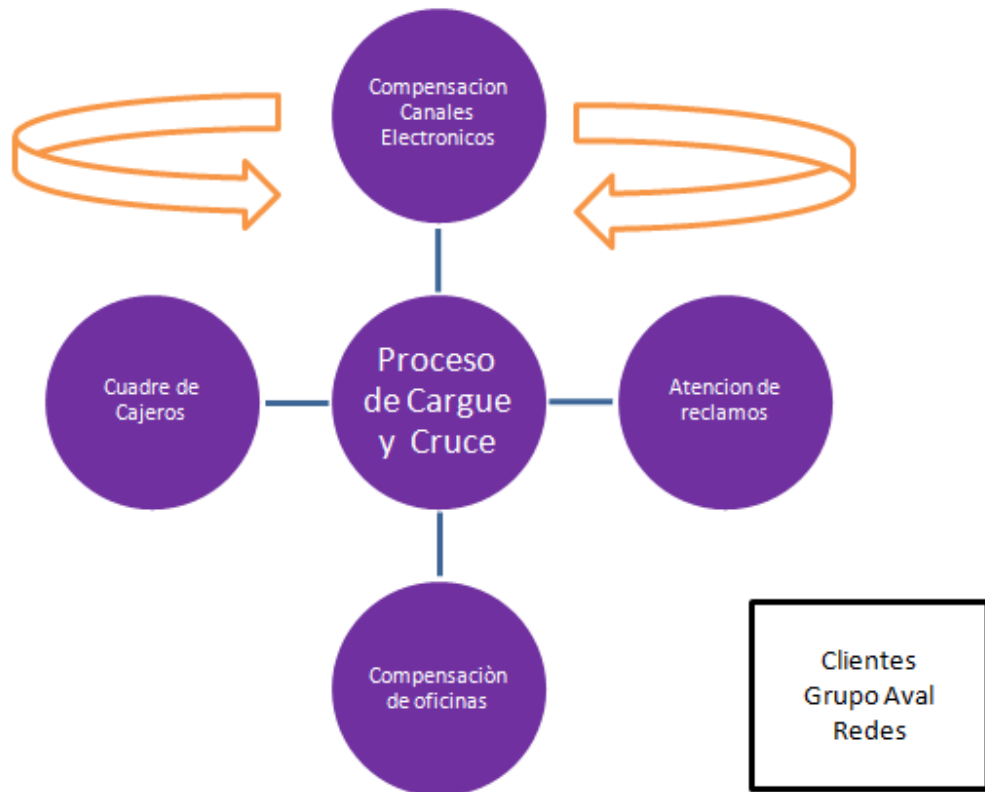 Compensacion
Canales
Electronicos
Cuadre de
Cajeros
Proceso
de Cargue
y Cruce
Atencion de
reclamos
Compensaciòn
de oficinas
Clientes
Grupo Aval
Redes